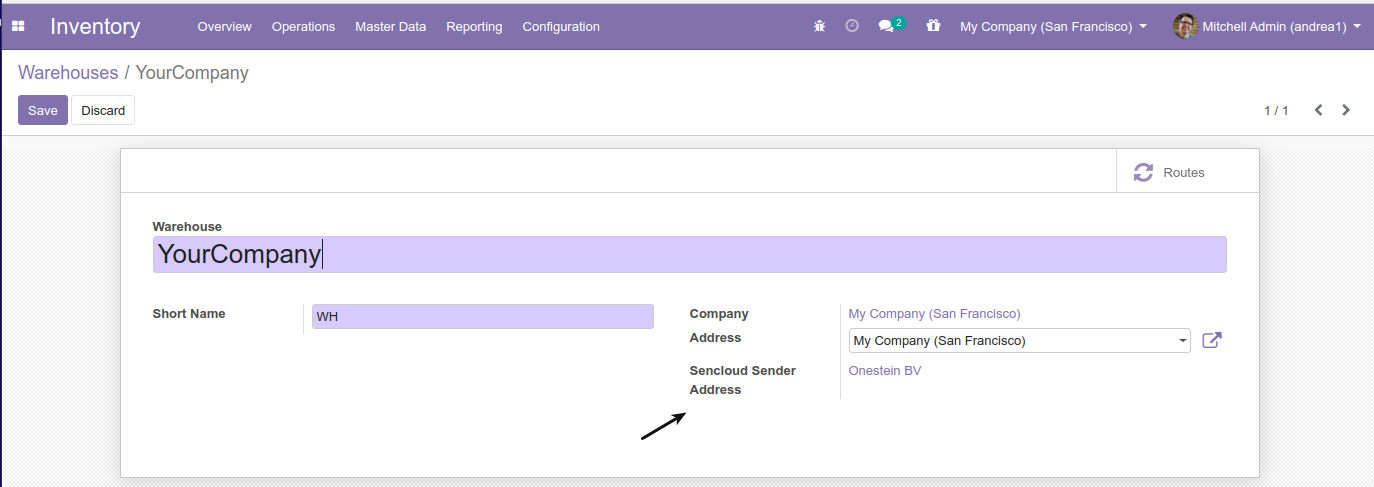 Inventory Overview Operations Master Data Reporting Configuration 2 My Company (San Francisco) Mitchell Admin (andrea1)
Warehouses / YourCompany
Save Discard 1 / 1
Routes
Warehouse
YourCompany
Short Name WH Company My Company (San Francisco)
Address My Company (San Francisco)
Sencloud Sender Onestein BV
Address